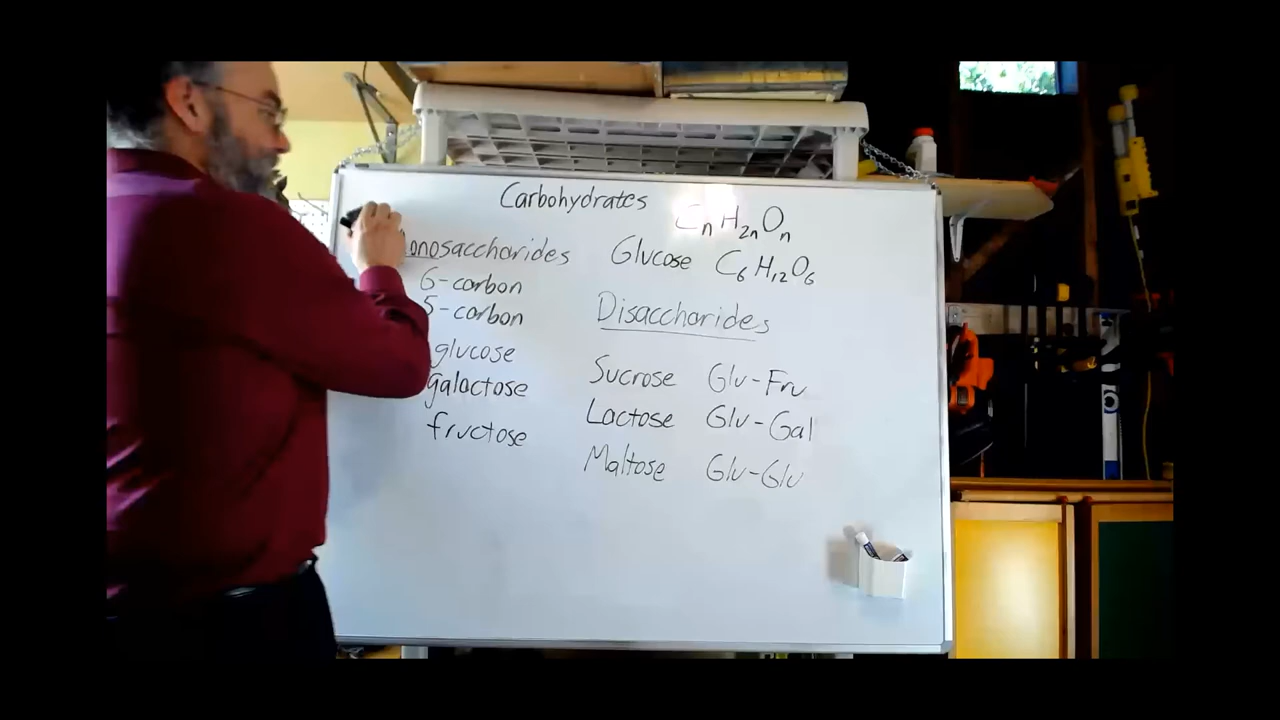 Carbohydrates
CnH2nOn
onosaccharides
Glucose C6H12O6
6-carbon
5-carbon
glucose
galactose
fructose
Disaccharides
Sucrose Glu-Fru
Lactose Glu-Gal
Maltose Glu-Glu